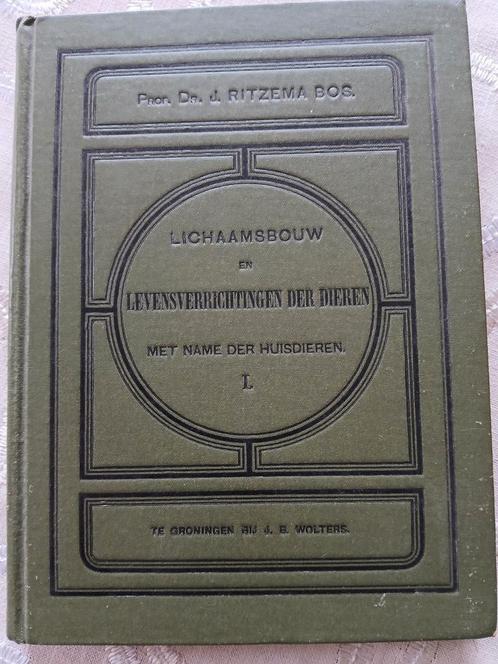 Prof. Dr. J. RITZEMA BOS.
LICHAAMSBOUW
EN
LEVENSVERRICHTINGEN DER DIEREN
MET NAME DER HUISDIEREN.
I.
TE GRONINGEN BIJ J. B. WOLTERS.